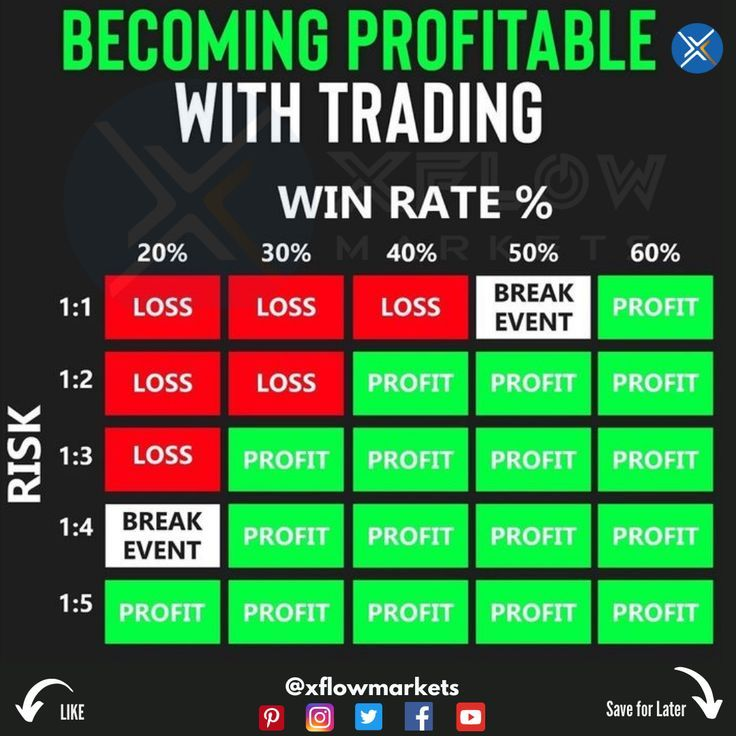 BECOMING PROFITABLE
WITH TRADING
XFLOW
MARKETS
WIN RATE %
20% 30% 40% 50% 60%
RISK
1:1 LOSS LOSS LOSS BREAK EVENT PROFIT
1:2 LOSS LOSS PROFIT PROFIT PROFIT
1:3 LOSS PROFIT PROFIT PROFIT PROFIT
1:4 BREAK EVENT PROFIT PROFIT PROFIT PROFIT
1:5 PROFIT PROFIT PROFIT PROFIT PROFIT
@xflowmarkets
LIKE
Save for Later